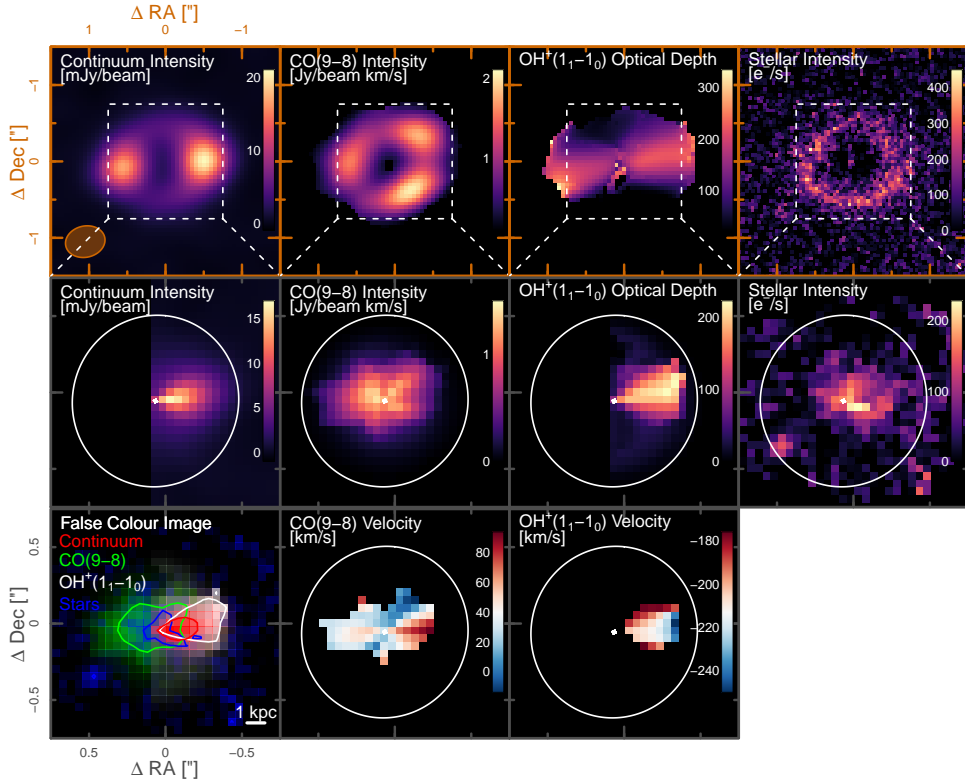 Δ RA ["]
1 0 −1
Continuum Intensity
[mJy/beam]
20
10
0
CO(9−8) Intensity
[Jy/beam km/s]
2
1
0
OH⁺(1₁−1₀) Optical Depth
300
200
100
Stellar Intensity
[e⁻/s]
400
300
200
100
0
Δ Dec ["]
−1
0
−1
Continuum Intensity
[mJy/beam]
15
10
5
0
CO(9−8) Intensity
[Jy/beam km/s]
1
0
OH⁺(1₁−1₀) Optical Depth
200
100
0
Stellar Intensity
[e⁻/s]
200
100
0
False Colour Image
Continuum
CO(9−8)
OH⁺(1₁−1₀)
Stars
1 kpc
CO(9−8) Velocity
[km/s]
80
60
40
20
0
OH⁺(1₁−1₀) Velocity
[km/s]
−180
−200
−220
−240
Δ Dec ["]
0.5
0
−0.5
0.5 0 −0.5
Δ RA ["]